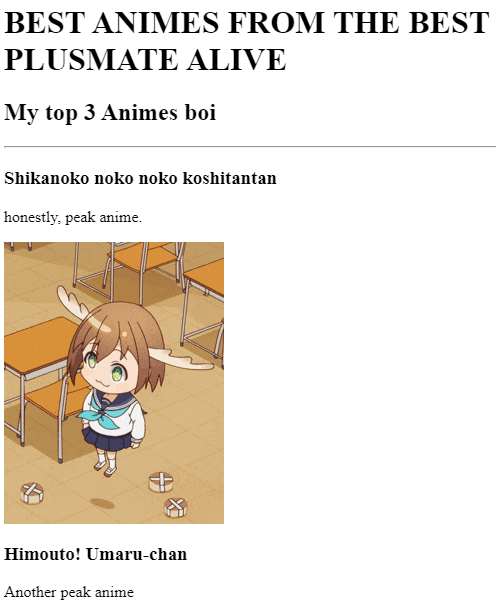 BEST ANIMES FROM THE BEST
PLUSMATE ALIVE
My top 3 Animes boi
Shikanoko noko noko koshitantan
honestly, peak anime.
Himouto! Umaru-chan
Another peak anime